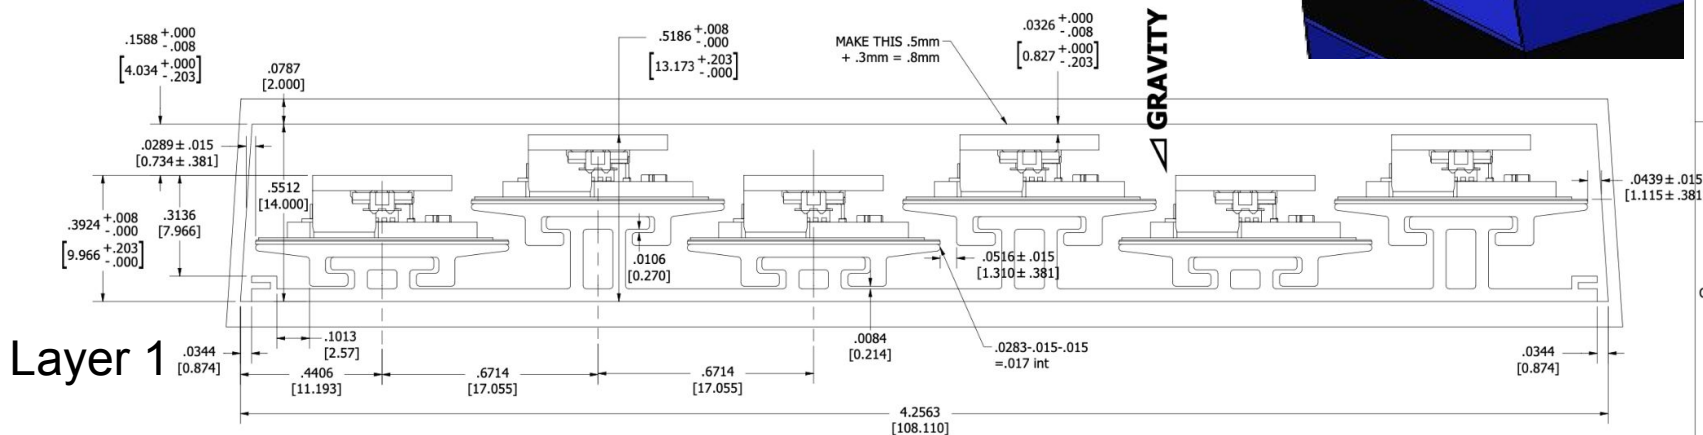 .1588 +.000 -.008
[4.034 +.000 -.203]
.0787
[2.000]
.5186 +.008 -.000
[13.173 +.203 -.000]
MAKE THIS .5mm
+ .3mm = .8mm
.0326 +.000 -.008
[0.827 +.000 -.203]
GRAVITY
.0289 ± .015
[0.734 ± .381]
.5512
[14.000]
.3924 +.008 -.000
[9.966 +.203 -.000]
.3136
[7.966]
.0439 ± .015
[1.115 ± .381
.0106
[0.270]
.0516 ± .015
[1.310 ± .381]
Layer 1
.0344
[0.874]
.1013
[2.57]
.4406
[11.193]
.6714
[17.055]
.6714
[17.055]
.0084
[0.214]
.0283-.015-.015
=.017 int
.0344
[0.874]
4.2563
[108.110]